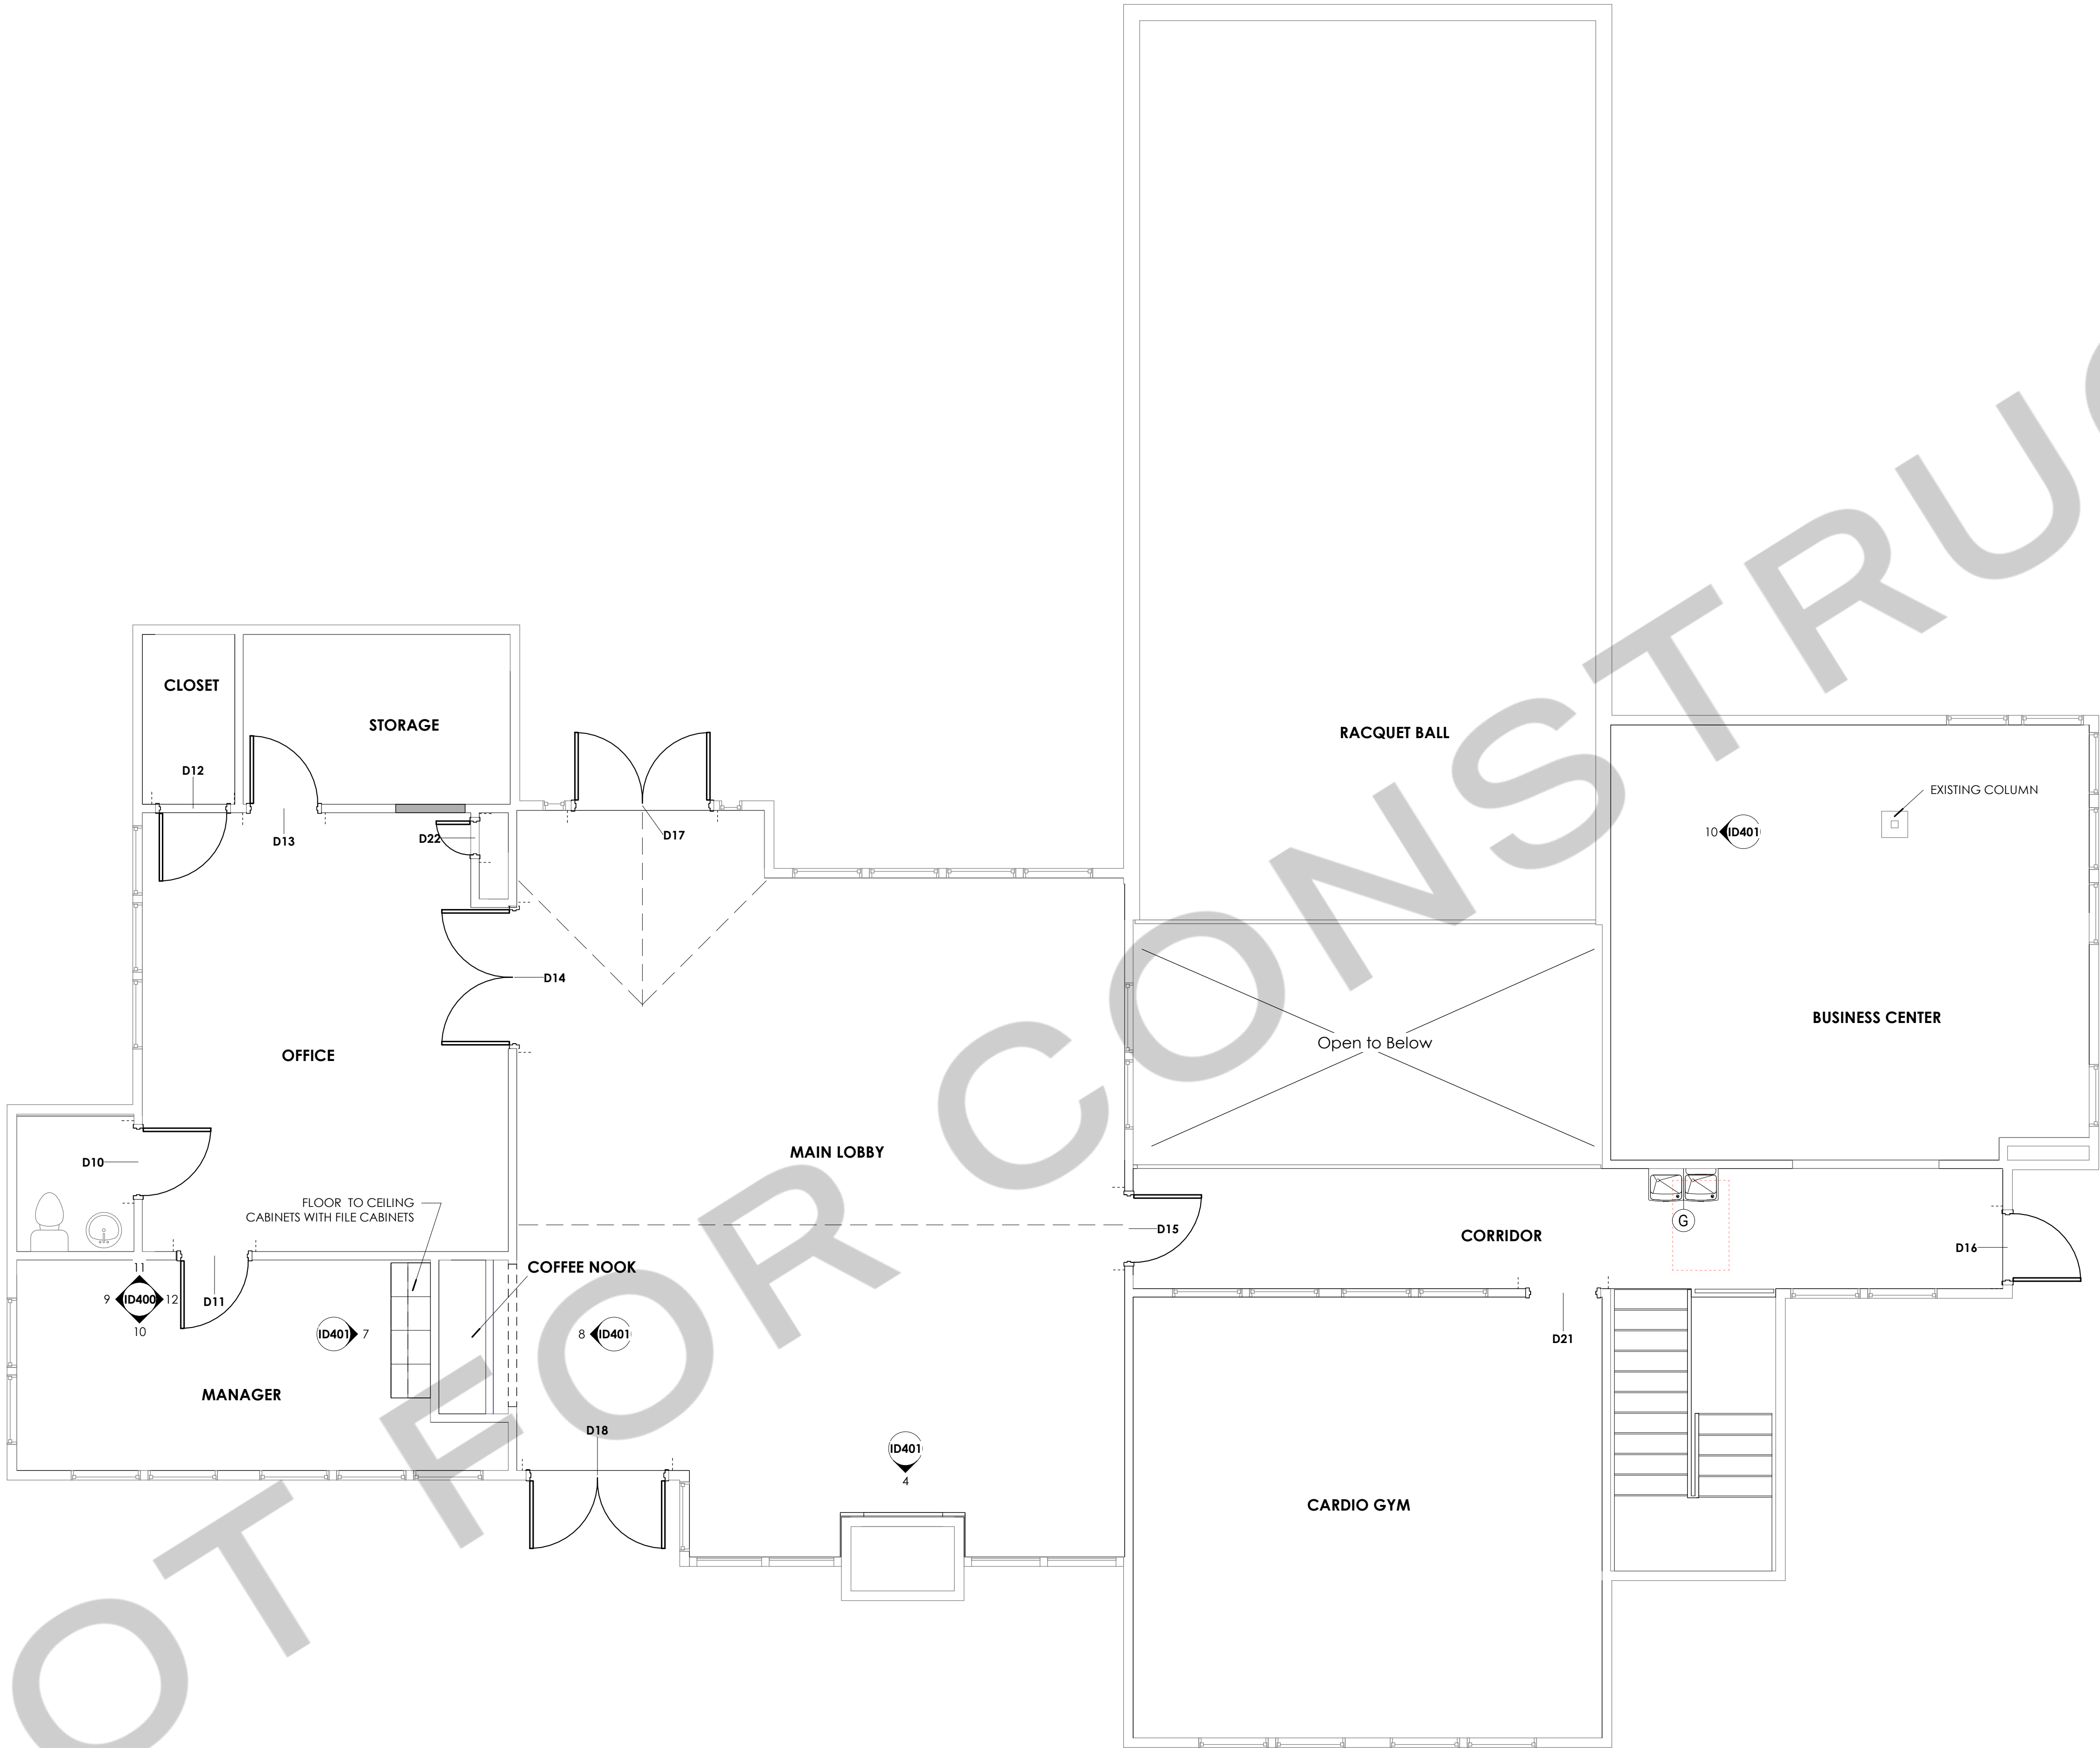 CLOSET
STORAGE
RACQUET BALL
D12
D13
D22
D17
EXISTING COLUMN
10 ID401
D14
BUSINESS CENTER
Open to Below
OFFICE
MAIN LOBBY
D10
FLOOR TO CEILING
CABINETS WITH FILE CABINETS
D15
G
CORRIDOR
D16
COFFEE NOOK
11
9 ID400 12
10
D11
ID401 7
8 ID401
D21
MANAGER
D18
ID401
4
CARDIO GYM
OT FOR CONSTRUC